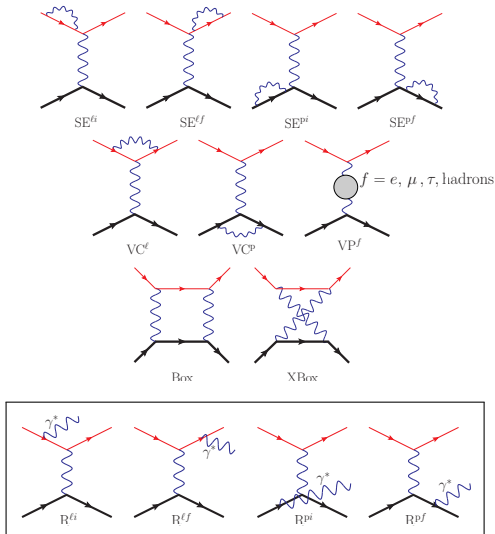 SE^{ℓi} SE^{ℓf} SE^{pi} SE^{pf}
f = e, μ, τ, hadrons
VC^ℓ VC^p VP^f
Box XBox
γ* γ* γ* γ*
R^{ℓi} R^{ℓf} R^{pi} R^{pf}